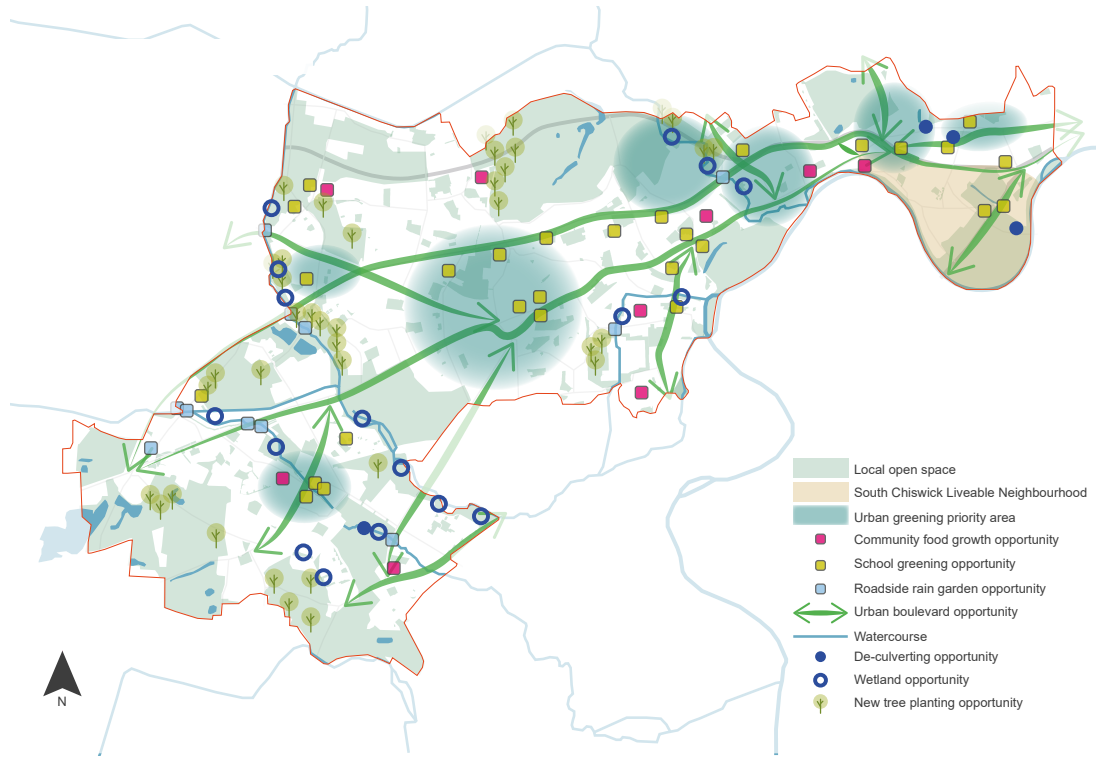 Local open space
South Chiswick Liveable Neighbourhood
Urban greening priority area
Community food growth opportunity
School greening opportunity
Roadside rain garden opportunity
Urban boulevard opportunity
Watercourse
De-culverting opportunity
Wetland opportunity
New tree planting opportunity
N